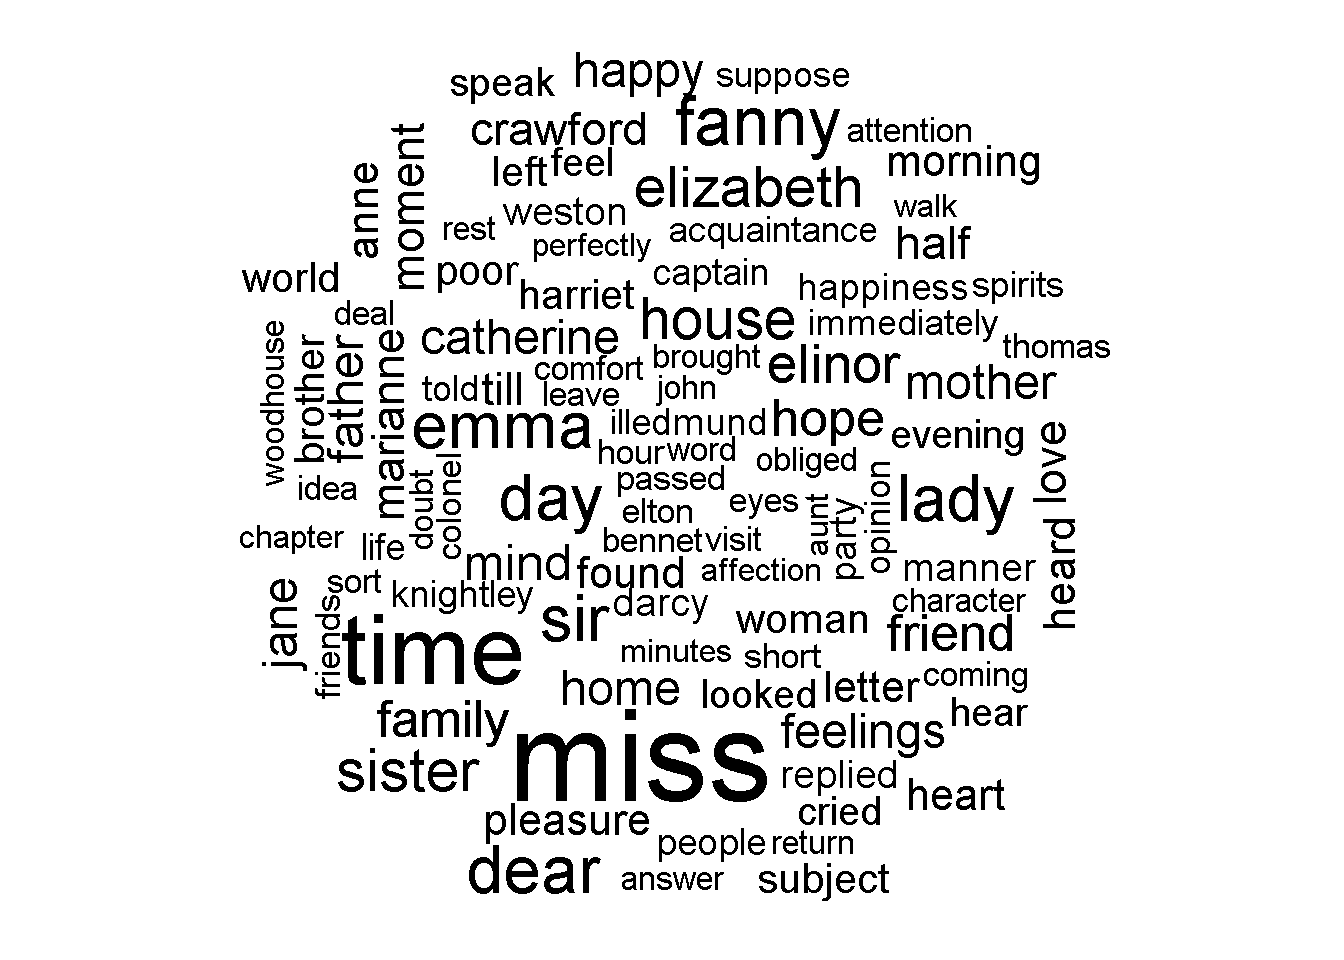 speak happy suppose
crawford fanny attention
left feel morning
anne moment elizabeth
weston walk
rest perfectly acquaintance half
world poor captain
harriet happiness spirits
deal house immediately
catherine thomas
woodhouse brother father marianne comfort brought elinor mother
told till leave john
emma ill edmund hope evening love
hour word obliged
idea doubt colonel passed
day elton eyes aunt party opinion lady heard
chapter life bennet visit
mind found affection manner
jane friends sort knightley darcy character
time sir woman friend
minutes short
home looked letter coming
family miss feelings hear
sister replied heart
pleasure cried
people return
dear answer subject